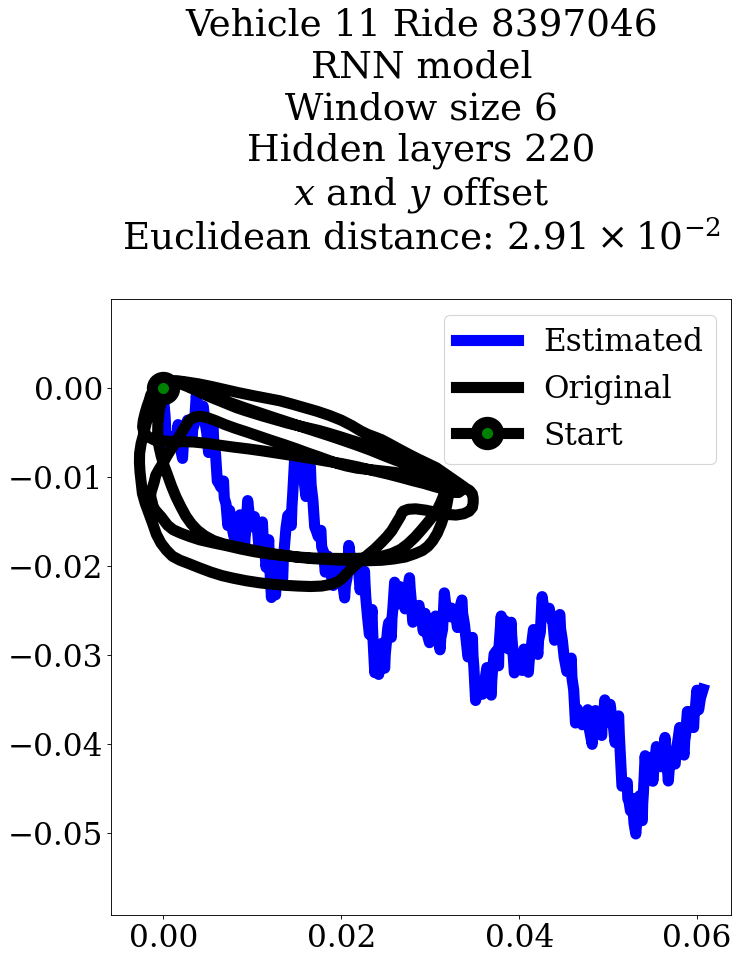 Vehicle 11 Ride 8397046
RNN model
Window size 6
Hidden layers 220
x and y offset
Euclidean distance: 2.91 × 10⁻²
Estimated
Original
Start
0.00
−0.01
−0.02
−0.03
−0.04
−0.05
0.00 0.02 0.04 0.06